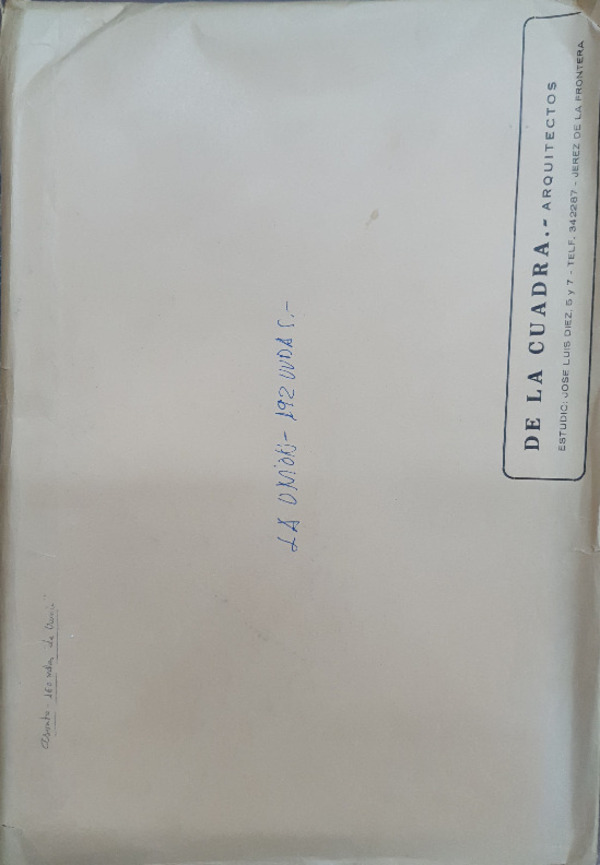 DE LA CUADRA.- ARQUITECTOS
ESTUDIO: JOSE LUIS DIEZ, 5 y 7 - TELF. 342287 - JEREZ DE LA FRONTERA
LA UNION.- 192 VVDAS.-
Asunto -